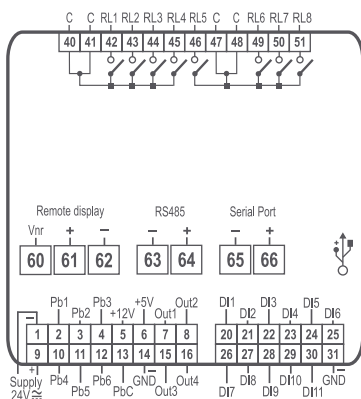 C C RL1 RL2 RL3 RL4 RL5 C C RL6 RL7 RL8
40 41 42 43 44 45 46 47 48 49 50 51
Remote display RS485 Serial Port
Vnr + − − + − +
60 61 62 63 64 65 66
Pb1 Pb3 +5V Out2 DI1 DI3 DI5
Pb2 +12V Out1 DI2 DI4 DI6
− 1 2 3 4 5 6 7 8 20 21 22 23 24 25
+ 9 10 11 12 13 14 15 16 26 27 28 29 30 31
Supply Pb4 Pb6 GND Out4 DI8 DI10 GND
24V Pb5 PbC Out3 DI7 DI9 DI11